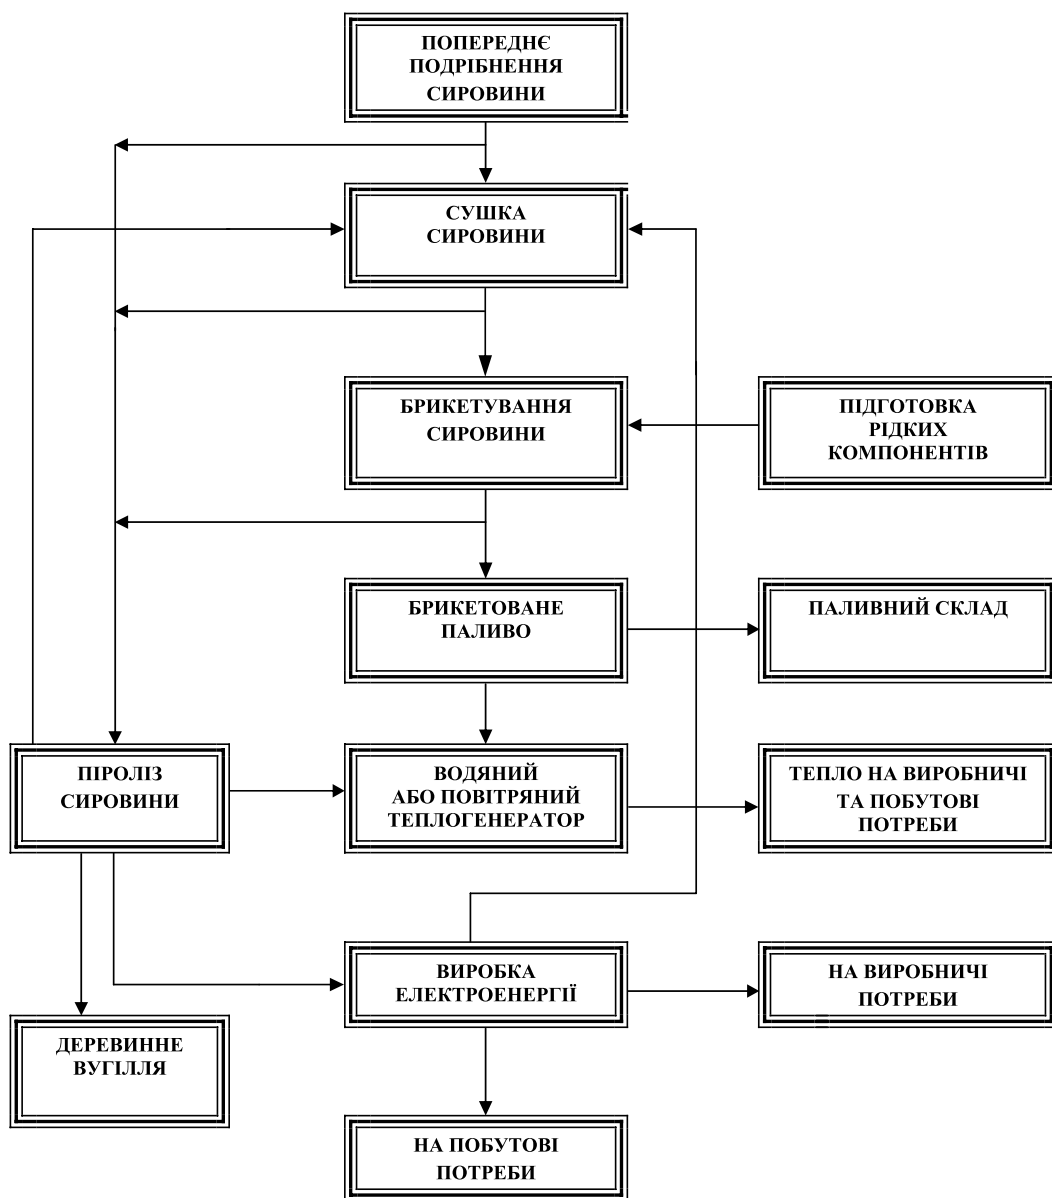 ПОПЕРЕДНЄ
ПОДРІБНЕННЯ
СИРОВИНИ
СУШКА
СИРОВИНИ
БРИКЕТУВАННЯ
СИРОВИНИ
ПІДГОТОВКА
РІДКИХ
КОМПОНЕНТІВ
БРИКЕТОВАНЕ
ПАЛИВО
ПАЛИВНИЙ СКЛАД
ПІРОЛІЗ
СИРОВИНИ
ВОДЯНИЙ
АБО ПОВІТРЯНИЙ
ТЕПЛОГЕНЕРАТОР
ТЕПЛО НА ВИРОБНИЧІ
ТА ПОБУТОВІ
ПОТРЕБИ
ВИРОБКА
ЕЛЕКТРОЕНЕРГІЇ
НА ВИРОБНИЧІ
ПОТРЕБИ
ДЕРЕВИННЕ
ВУГІЛЛЯ
НА ПОБУТОВІ
ПОТРЕБИ